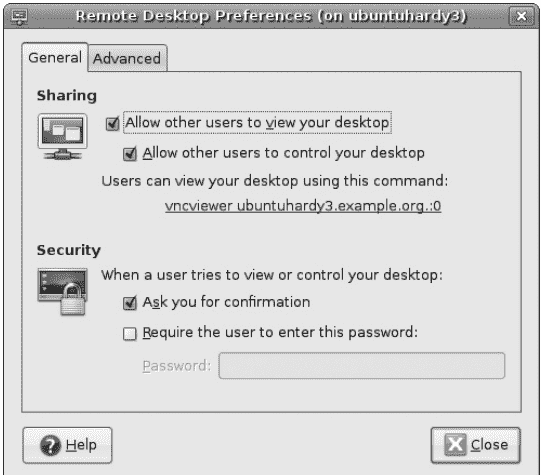 Remote Desktop Preferences (on ubuntuhardy3)
General
Advanced
Sharing
Allow other users to view your desktop
Allow other users to control your desktop
Users can view your desktop using this command:
vncviewer ubuntuhardy3.example.org.:0
Security
When a user tries to view or control your desktop:
Ask you for confirmation
Require the user to enter this password:
Password:
Help
Close